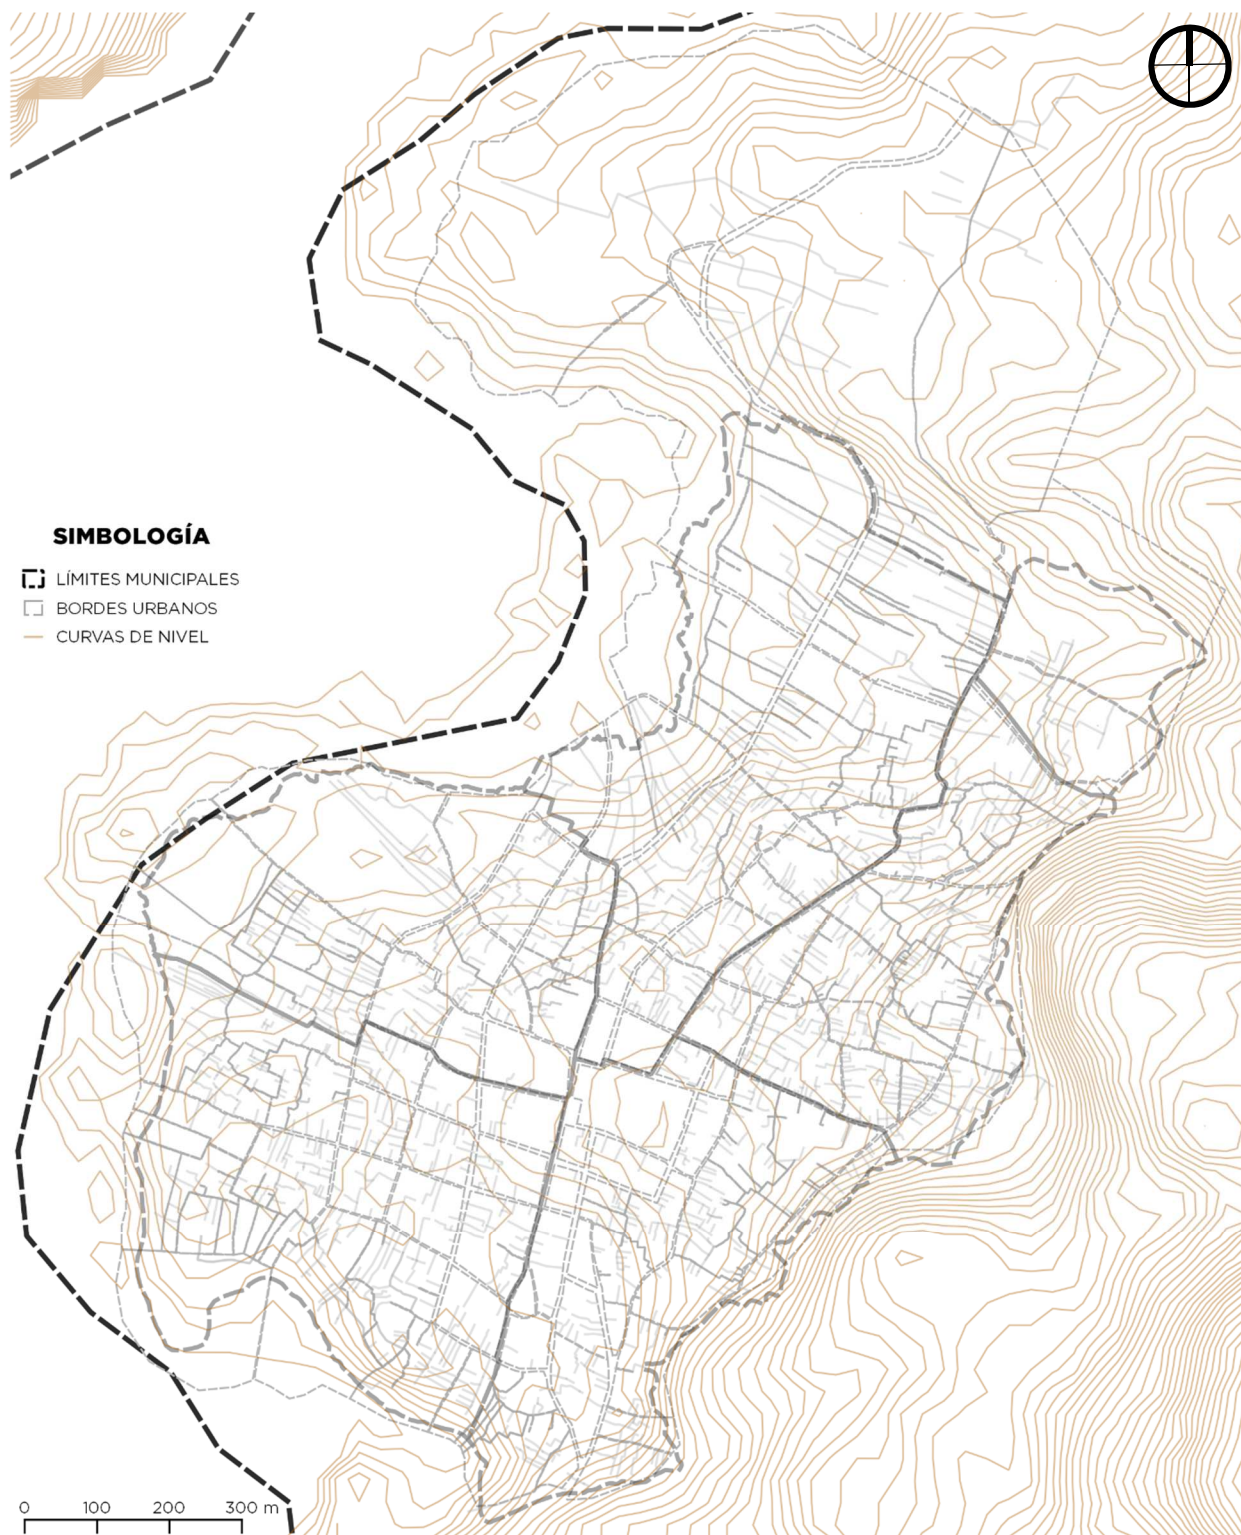 SIMBOLOGÍA
LÍMITES MUNICIPALES
BORDES URBANOS
CURVAS DE NIVEL
0 100 200 300 m